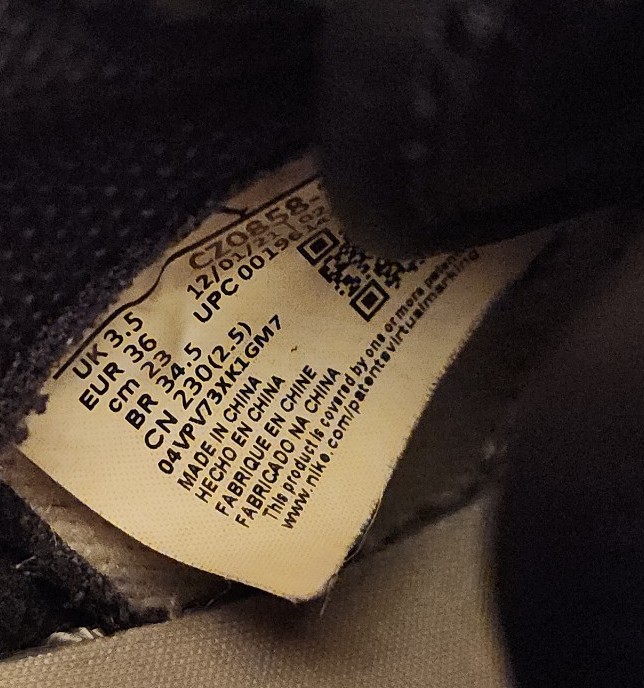 UK 3.5
EUR 36
cm 23
BR 34.5
CN 230(2.5)
CZ0858-
12/01/21
UPC 00196
04VPV73XK1GM7
MADE IN CHINA
HECHO EN CHINA
FABRIQUE EN CHINE
FABRICADO NA CHINA
This product is covered by one or more
www.nike.com/patentsvirtualmarking